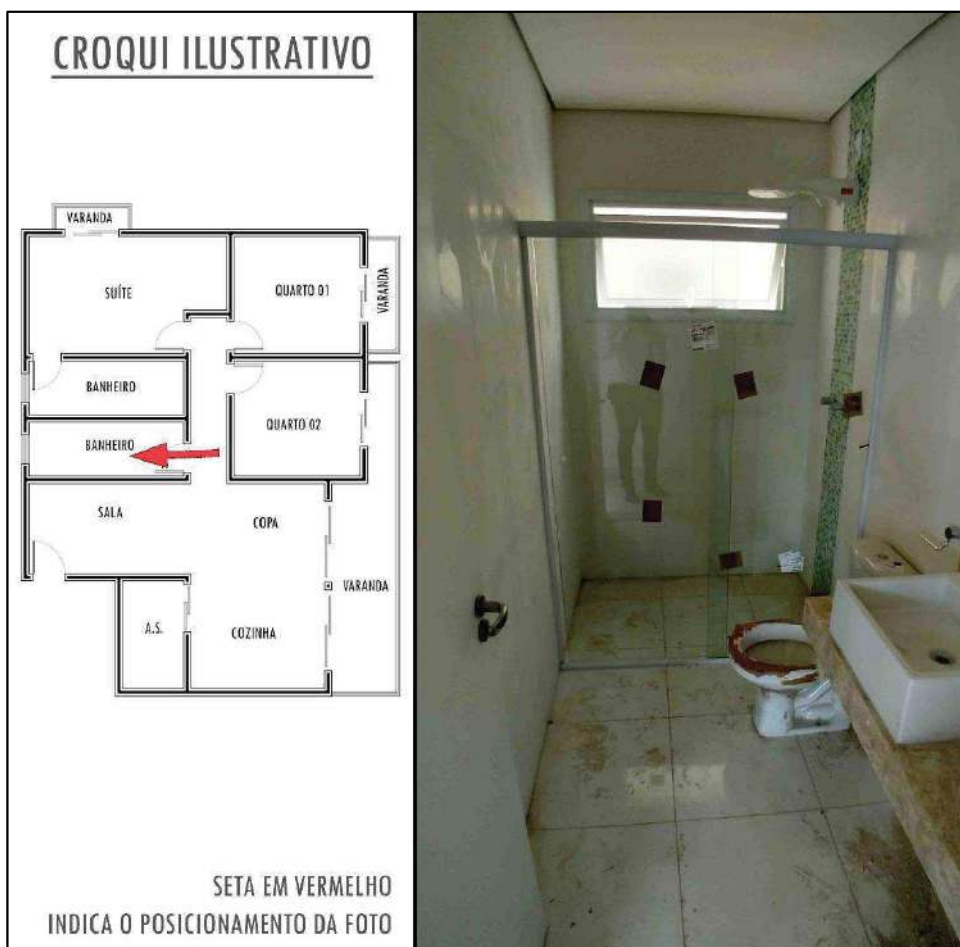 CROQUI ILUSTRATIVO
VARANDA
SUÍTE
QUARTO 01
VARANDA
BANHEIRO
QUARTO 02
BANHEIRO
SALA
COPA
VARANDA
A.S.
COZINHA
SETA EM VERMELHO
INDICA O POSICIONAMENTO DA FOTO